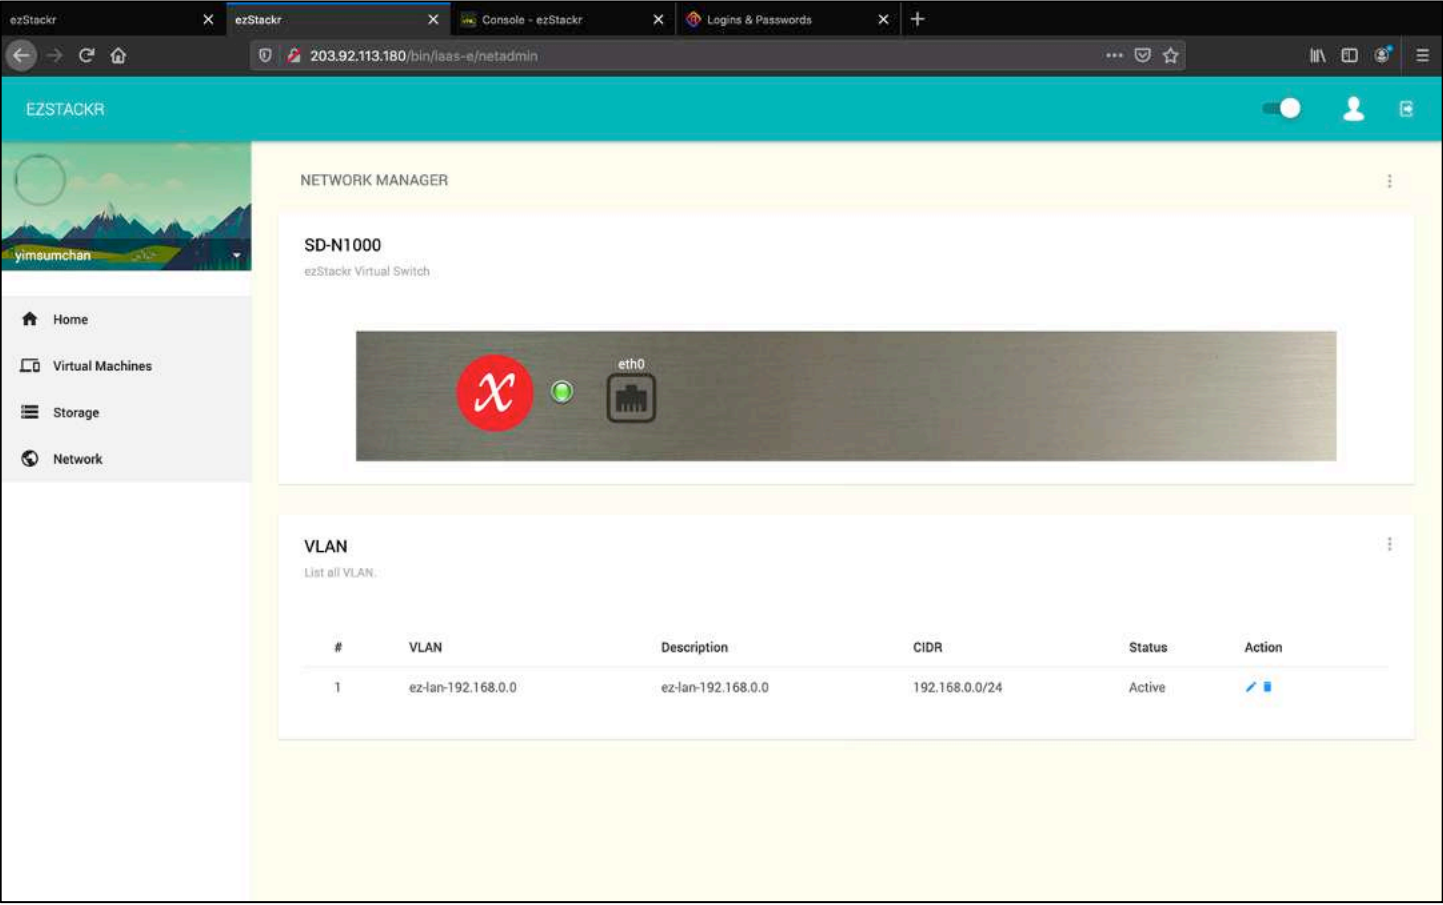 ezStackr
ezStackr
Console - ezStackr
Logins & Passwords
203.92.113.180/bin/iaas-e/netadmin
EZSTACKR
yimsumchan
NETWORK MANAGER
SD-N1000
ezStackr Virtual Switch
Home
Virtual Machines
Storage
Network
x
eth0
VLAN
List all VLAN.
# VLAN Description CIDR Status Action
1 ez-lan-192.168.0.0 ez-lan-192.168.0.0 192.168.0.0/24 Active